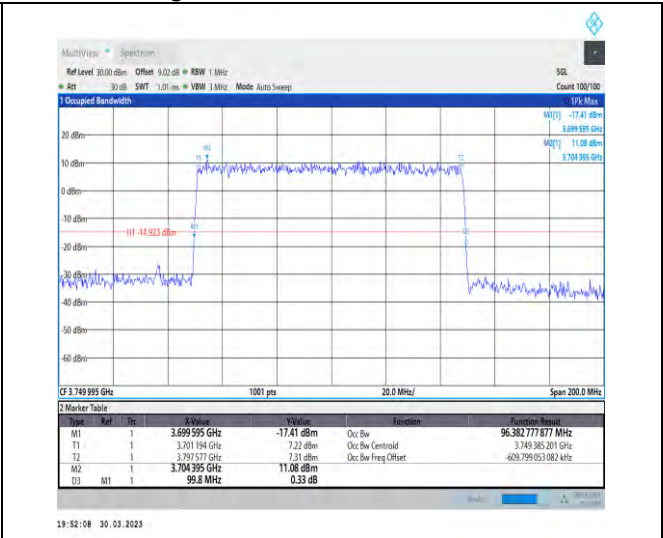 MultiView Spectrum
Ref Level 30.00 dBm Offset 9.02 dB RBW 1 MHz SGL
Att 30 dB SWT 1.01 ms VBW 3 MHz Mode Auto Sweep Count 100/100
1 Occupied Bandwidth 1Pk Max
M1[1] -17.41 dBm
3.699 595 GHz
M2[1] 11.08 dBm
3.704 395 GHz
20 dBm
M2
T1 T2
10 dBm
0 dBm
-10 dBm
M1
H1 -14.923 dBm
-20 dBm
-30 dBm
-40 dBm
-50 dBm
-60 dBm
CF 3.749 995 GHz 1001 pts 20.0 MHz/ Span 200.0 MHz
2 Marker Table
Type Ref Trc X-Value Y-Value Function Function Result
M1 1 3.699 595 GHz -17.41 dBm Occ Bw 96.382 777 877 MHz
T1 1 3.701 194 GHz 7.22 dBm Occ Bw Centroid 3.749 385 201 GHz
T2 1 3.797 577 GHz 7.31 dBm Occ Bw Freq Offset -609.799 053 082 kHz
M2 1 3.704 395 GHz 11.08 dBm
D3 M1 1 99.8 MHz 0.33 dB
19:52:08 30.03.2023